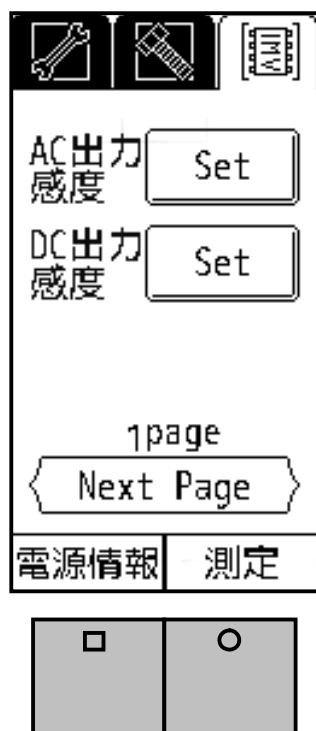 IMV
AC出力
感度
Set
DC出力
感度
Set
1page
Next Page
電源情報
測定